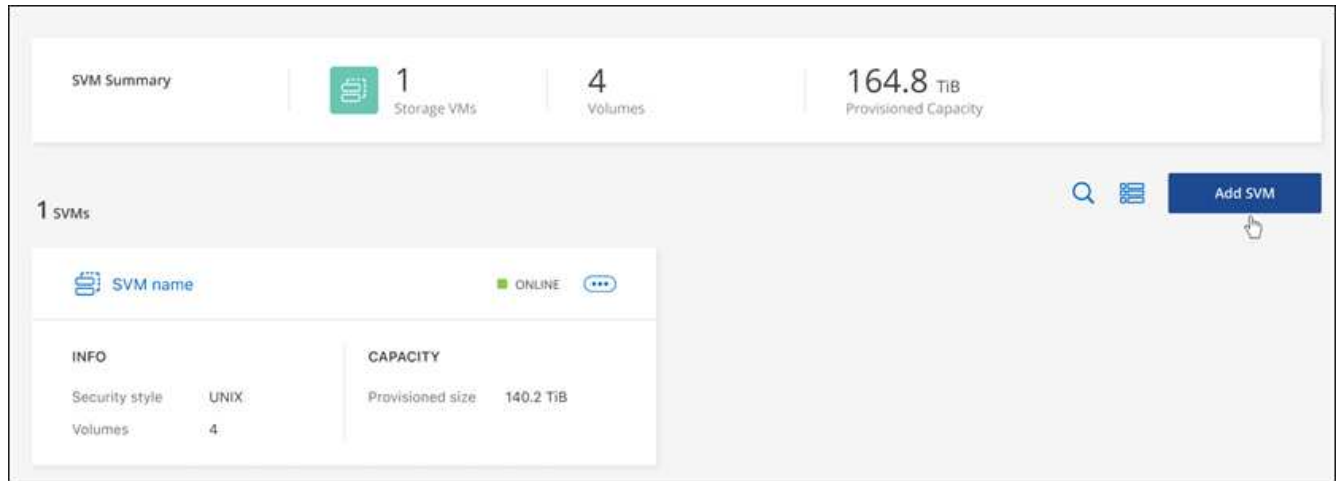 SVM Summary
1
Storage VMs
4
Volumes
164.8 TiB
Provisioned Capacity
1 SVMs
Add SVM
SVM name
ONLINE
INFO
Security style UNIX
Volumes 4
CAPACITY
Provisioned size 140.2 TiB